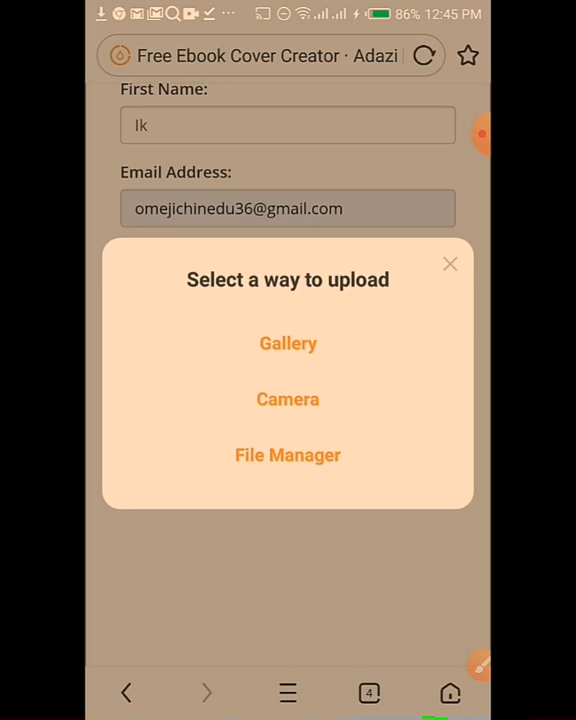 86% 12:45 PM
Free Ebook Cover Creator · Adazi
First Name:
Ik
Email Address:
omejichinedu36@gmail.com
Select a way to upload
Gallery
Camera
File Manager
4